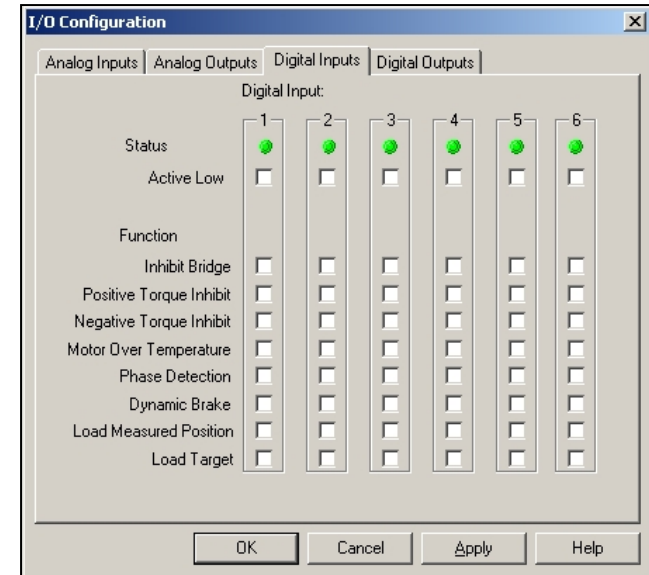 I/O Configuration
Analog Inputs Analog Outputs Digital Inputs Digital Outputs
Digital Input:
1 2 3 4 5 6
Status
Active Low
Function
Inhibit Bridge
Positive Torque Inhibit
Negative Torque Inhibit
Motor Over Temperature
Phase Detection
Dynamic Brake
Load Measured Position
Load Target
OK Cancel Apply Help